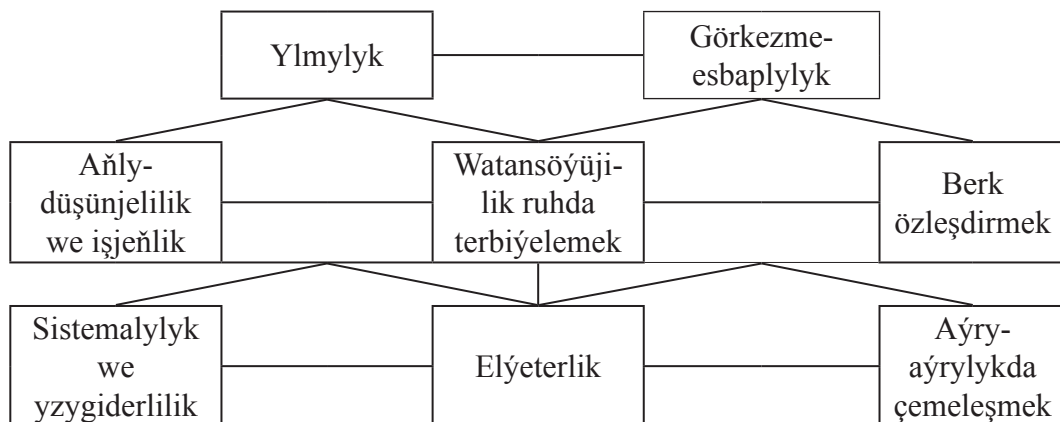 Ylmylyk
Görkezme-
esbaplylyk
Aňly-
düşünjelilik
we işjeňlik
Watansöýüji-
lik ruhda
terbiýelemek
Berk
özleşdirmek
Sistemalylyk
we
yzygiderlilik
Elýeterlik
Aýry-
aýrylykda
çemeleşmek